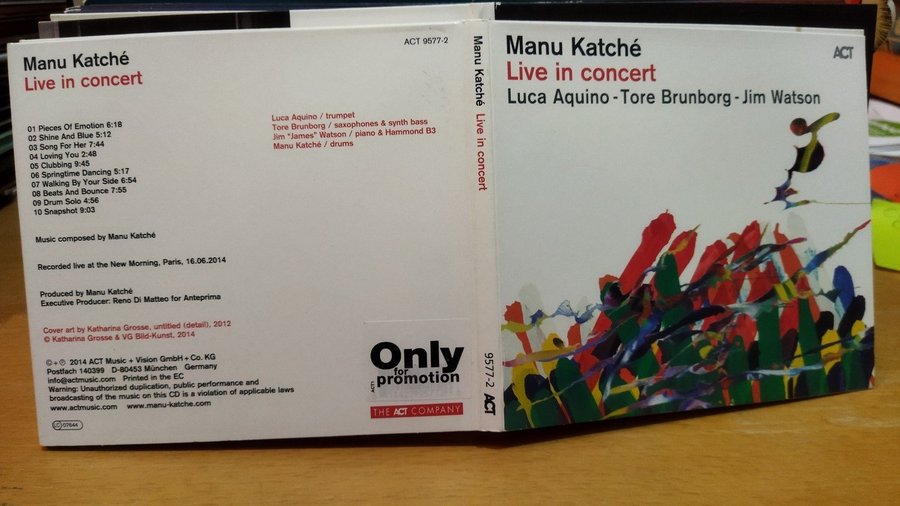 ACT 9577-2
Manu Katché
Live in concert
01 Pieces Of Emotion 6:18
02 Shine And Blue 5:12
03 Song For Her 7:44
04 Loving You 2:48
05 Clubbing 9:45
06 Springtime Dancing 5:17
07 Walking By Your Side 6:54
08 Beats And Bounce 7:55
09 Drum Solo 4:56
10 Snapshot 9:03
Luca Aquino / trumpet
Tore Brunborg / saxophones & synth bass
Jim "James" Watson / piano & Hammond B3
Manu Katché / drums
Music composed by Manu Katché
Recorded live at the New Morning, Paris, 16.06.2014
Produced by Manu Katché
Executive Producer: Reno Di Matteo for Anteprima
Cover art by Katharina Grosse, untitled (detail), 2012
© Katharina Grosse & VG Bild-Kunst, 2014
© + ℗ 2014 ACT Music + Vision GmbH + Co. KG
Postfach 140399 D-80453 München Germany
info@actmusic.com Printed in the EC
Warning: Unauthorized duplication, public performance and
broadcasting of the music on this CD is a violation of applicable laws
www.actmusic.com www.manu-katche.com
LC 07644
Only
for
promotion
THE ACT COMPANY
Manu Katché Live in concert
9577-2 ACT
Manu Katché
Live in concert
Luca Aquino - Tore Brunborg - Jim Watson
ACT